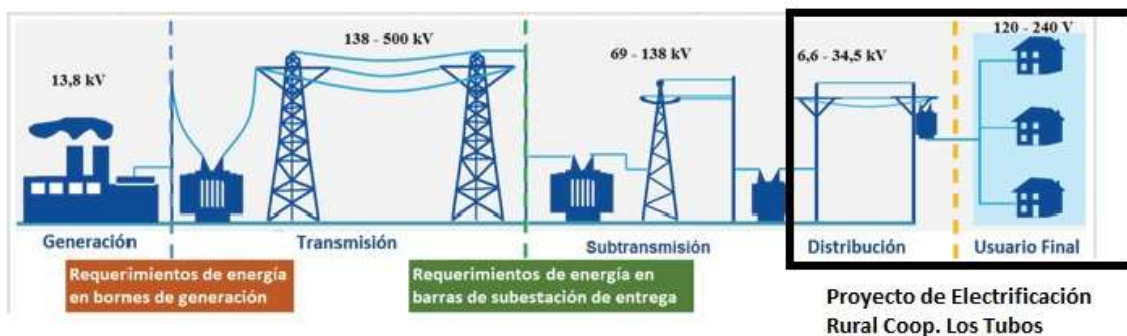 13,8 kV
138 - 500 kV
69 - 138 kV
6,6 - 34,5 kV
120 - 240 V
Generación
Transmisión
Subtransmisión
Distribución
Usuario Final
Requerimientos de energía
en bornes de generación
Requerimientos de energía en
barras de subestación de entrega
Proyecto de Electrificación
Rural Coop. Los Tubos